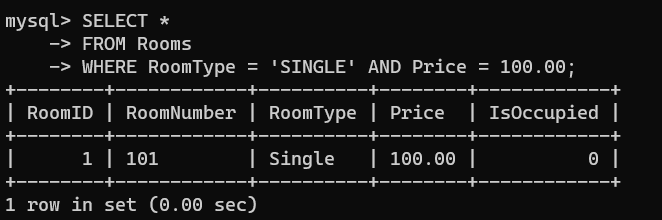 mysql> SELECT *
    -> FROM Rooms
    -> WHERE RoomType = 'SINGLE' AND Price = 100.00;
+--------+------------+----------+--------+------------+
| RoomID | RoomNumber | RoomType | Price  | IsOccupied |
+--------+------------+----------+--------+------------+
|      1 | 101        | Single   | 100.00 |          0 |
+--------+------------+----------+--------+------------+
1 row in set (0.00 sec)